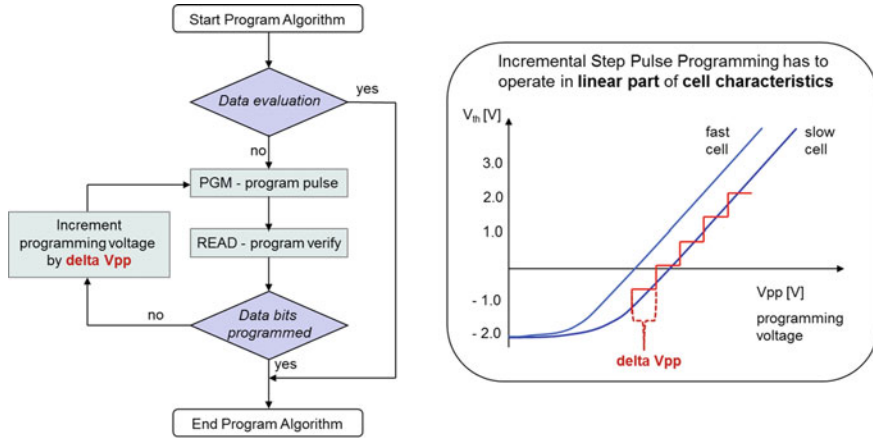 Start Program Algorithm
Data evaluation
yes
no
PGM - program pulse
READ - program verify
Increment
programming voltage
by delta Vpp
Data bits
programmed
no
yes
End Program Algorithm
Incremental Step Pulse Programming has to
operate in linear part of cell characteristics
Vth [V]
fast
cell
slow
cell
3.0
2.0
1.0
- 1.0
- 2.0
Vpp [V]
programming
voltage
delta Vpp